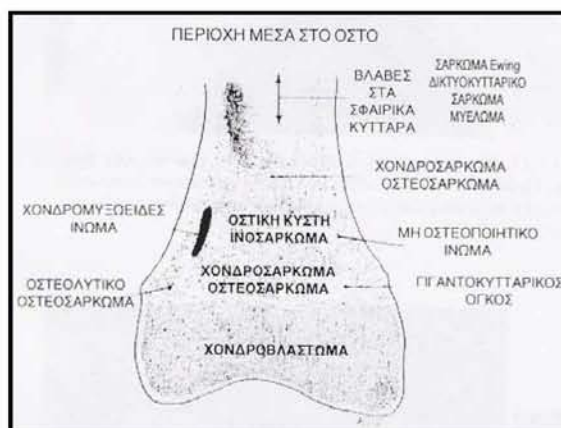 ΠΕΡΙΟΧΗ ΜΕΣΑ ΣΤΟ ΟΣΤΟ
ΒΛΑΒΕΣ
ΣΤΑ
ΣΦΑΙΡΙΚΑ
ΚΥΤΤΑΡΑ
ΣΑΡΚΩΜΑ Ewing
ΔΙΚΤΥΟΚΥΤΤΑΡΙΚΟ
ΣΑΡΚΩΜΑ
ΜΥΕΛΩΜΑ
ΧΟΝΔΡΟΣΑΡΚΩΜΑ
ΟΣΤΕΟΣΑΡΚΩΜΑ
ΧΟΝΔΡΟΜΥΞΩΕΙΔΕΣ
ΙΝΩΜΑ
ΟΣΤΙΚΗ ΚΥΣΤΗ
ΙΝΟΣΑΡΚΩΜΑ
ΜΗ ΟΣΤΕΟΠΟΙΗΤΙΚΟ
ΙΝΩΜΑ
ΟΣΤΕΟΛΥΤΙΚΟ
ΟΣΤΕΟΣΑΡΚΩΜΑ
ΧΟΝΔΡΟΣΑΡΚΩΜΑ
ΟΣΤΕΟΣΑΡΚΩΜΑ
ΓΙΓΑΝΤΟΚΥΤΤΑΡΙΚΟΣ
ΟΓΚΟΣ
ΧΟΝΔΡΟΒΛΑΣΤΩΜΑ